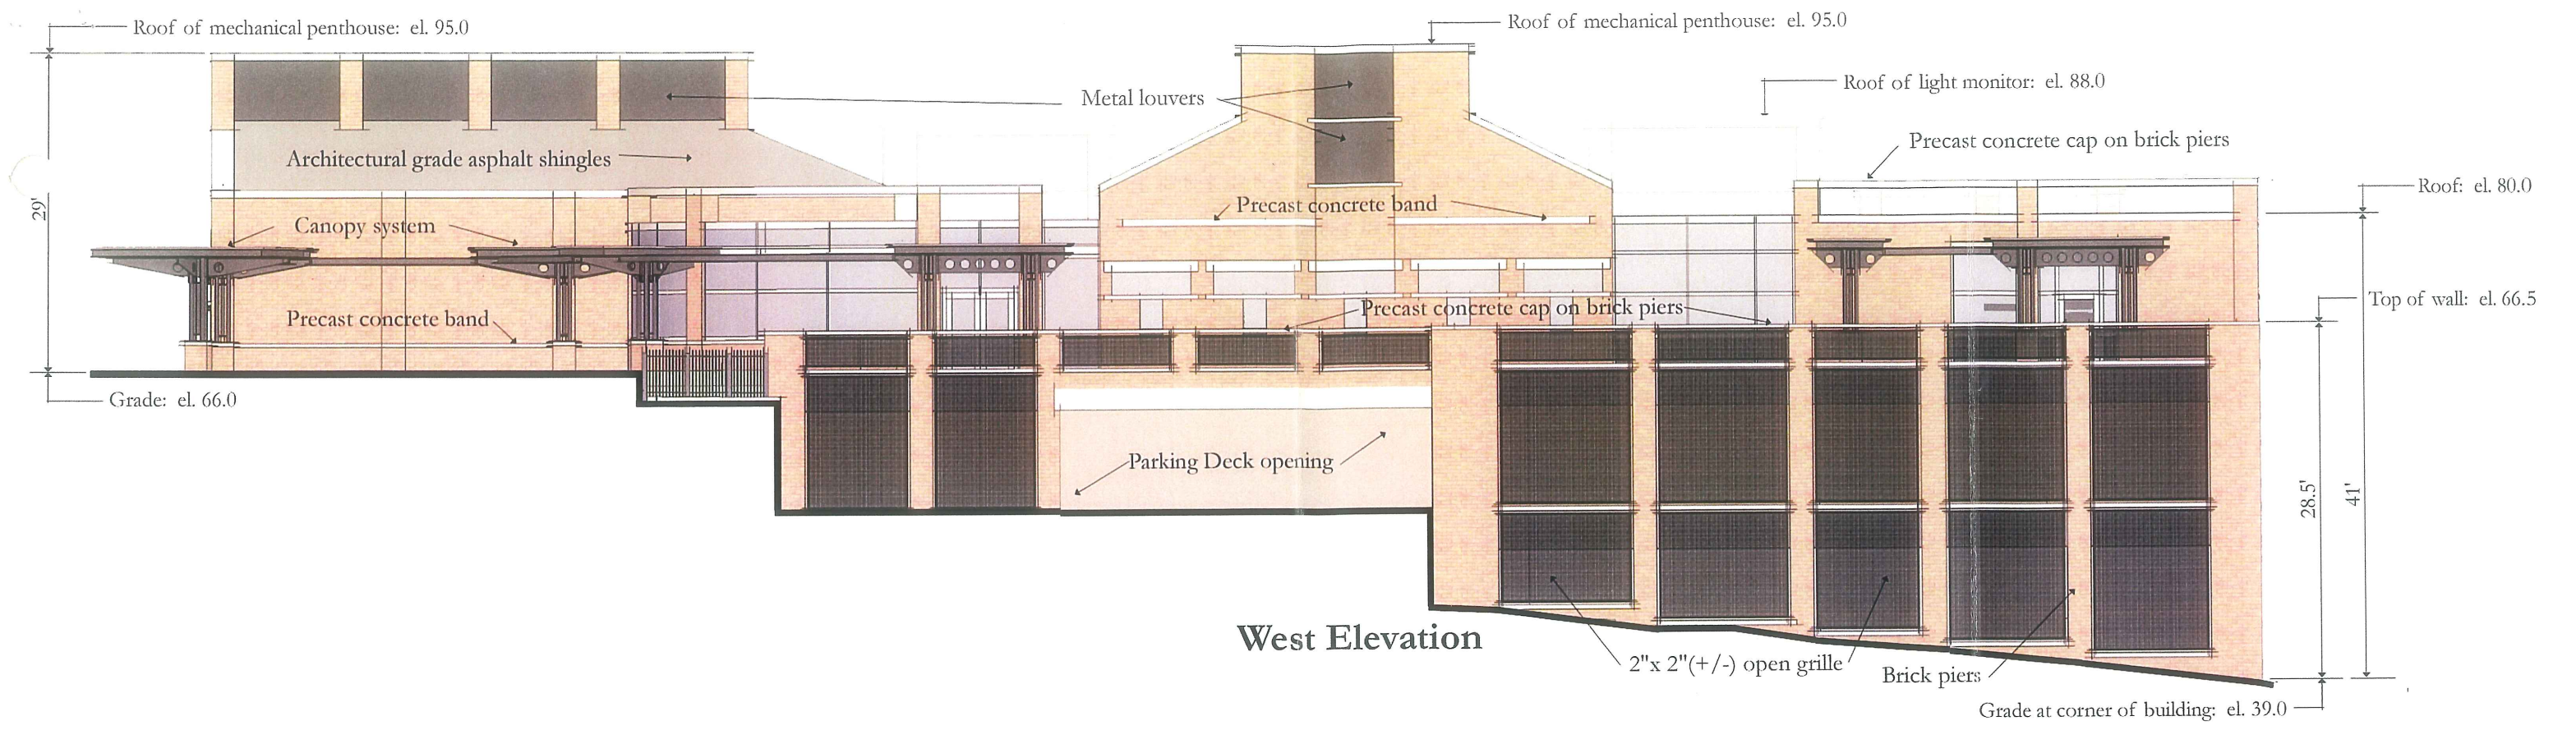 Roof of mechanical penthouse: el. 95.0
Roof of mechanical penthouse: el. 95.0
Metal louvers
Roof of light monitor: el. 88.0
Precast concrete cap on brick piers
Architectural grade asphalt shingles
Roof: el. 80.0
29'
Canopy system
Precast concrete band
Precast concrete band
Precast concrete cap on brick piers
Top of wall: el. 66.5
Grade: el. 66.0
Parking Deck opening
28.5'
41'
West Elevation
2"x 2"(+/-) open grille
Brick piers
Grade at corner of building: el. 39.0